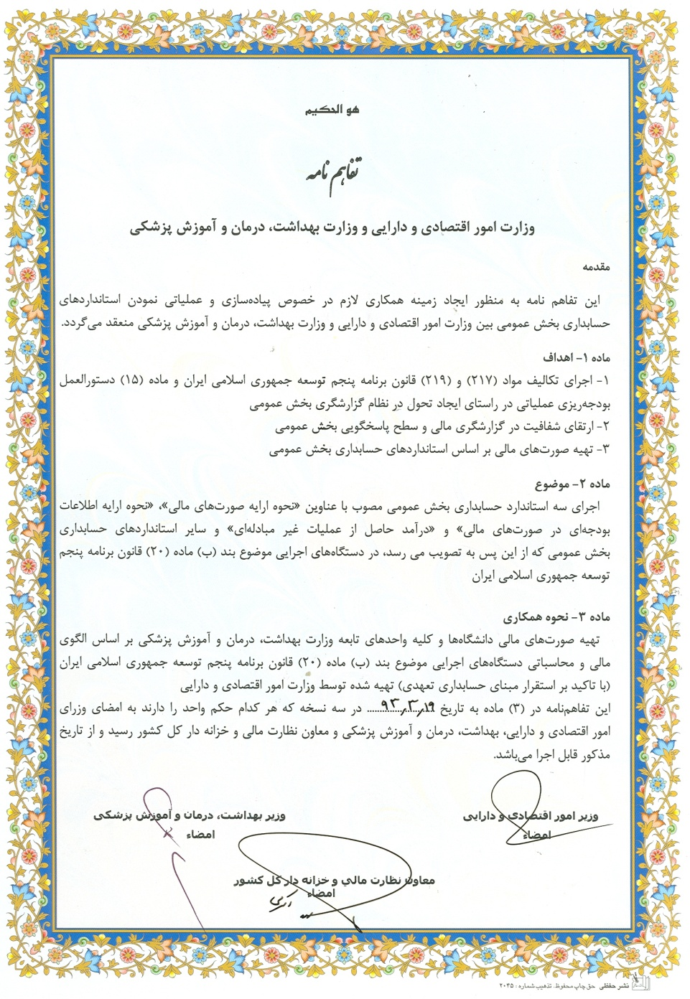 هو الحکیم
تفاهم نامه
وزارت امور اقتصادی و دارایی و وزارت بهداشت، درمان و آموزش پزشکی
مقدمه
این تفاهم نامه به منظور ایجاد زمینه همکاری لازم در خصوص پیاده‌سازی و عملیاتی نمودن استانداردهای
حسابداری بخش عمومی بین وزارت امور اقتصادی و دارایی و وزارت بهداشت، درمان و آموزش پزشکی منعقد می‌گردد.
ماده ۱- اهداف
۱- اجرای تکالیف مواد (۲۱۷) و (۲۱۹) قانون برنامه پنجم توسعه جمهوری اسلامی ایران و ماده (۱۵) دستورالعمل
بودجه‌ریزی عملیاتی در راستای ایجاد تحول در نظام گزارشگری بخش عمومی
۲- ارتقای شفافیت در گزارشگری مالی و سطح پاسخگویی بخش عمومی
۳- تهیه صورت‌های مالی بر اساس استانداردهای حسابداری بخش عمومی
ماده ۲- موضوع
اجرای سه استاندارد حسابداری بخش عمومی مصوب با عناوین «نحوه ارایه صورت‌های مالی»، «نحوه ارایه اطلاعات
بودجه‌ای در صورت‌های مالی» و «درآمد حاصل از عملیات غیر مبادله‌ای» و سایر استانداردهای حسابداری
بخش عمومی که از این پس به تصویب می رسد، در دستگاه‌های اجرایی موضوع بند (ب) ماده (۲۰) قانون برنامه پنجم
توسعه جمهوری اسلامی ایران
ماده ۳- نحوه همکاری
تهیه صورت‌های مالی دانشگاه‌ها و کلیه واحدهای تابعه وزارت بهداشت، درمان و آموزش پزشکی بر اساس الگوی
مالی و محاسباتی دستگاه‌های اجرایی موضوع بند (ب) ماده (۲۰) قانون برنامه پنجم توسعه جمهوری اسلامی ایران
(با تاکید بر استقرار مبنای حسابداری تعهدی) تهیه شده توسط وزارت امور اقتصادی و دارایی
این تفاهم‌نامه در (۳) ماده به تاریخ ۹۳/۳/۱۹ در سه نسخه که هر کدام حکم واحد را دارند به امضای وزرای
امور اقتصادی و دارایی، بهداشت، درمان و آموزش پزشکی و معاون نظارت مالی و خزانه دار کل کشور رسید و از تاریخ
مذکور قابل اجرا می‌باشد.
وزیر امور اقتصادی و دارایی
امضاء
وزیر بهداشت، درمان و آموزش پزشکی
امضاء
معاون نظارت مالي و خزانه دار کل کشور
امضاء
نشر حفظی حق چاپ محفوظ. تذهیب شماره : ۲۰۳۵